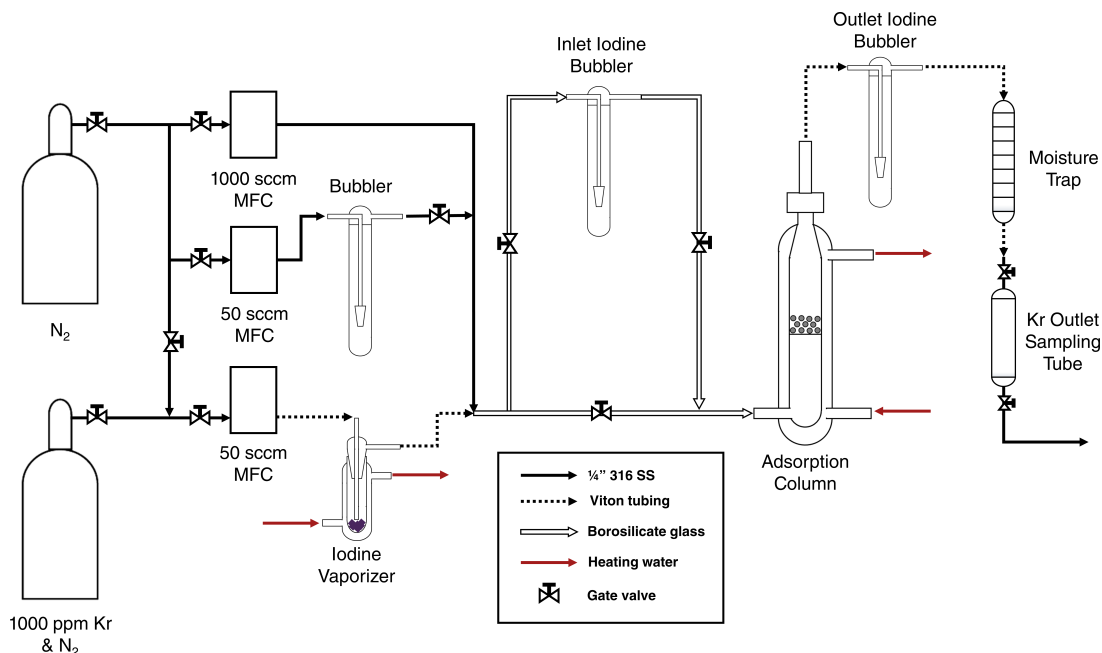 Outlet Iodine
Bubbler
Inlet Iodine
Bubbler
1000 sccm
MFC
Bubbler
Moisture
Trap
50 sccm
MFC
N₂
Kr Outlet
Sampling
Tube
50 sccm
MFC
Adsorption
Column
Iodine
Vaporizer
1000 ppm Kr
& N₂
¼” 316 SS
Viton tubing
Borosilicate glass
Heating water
Gate valve